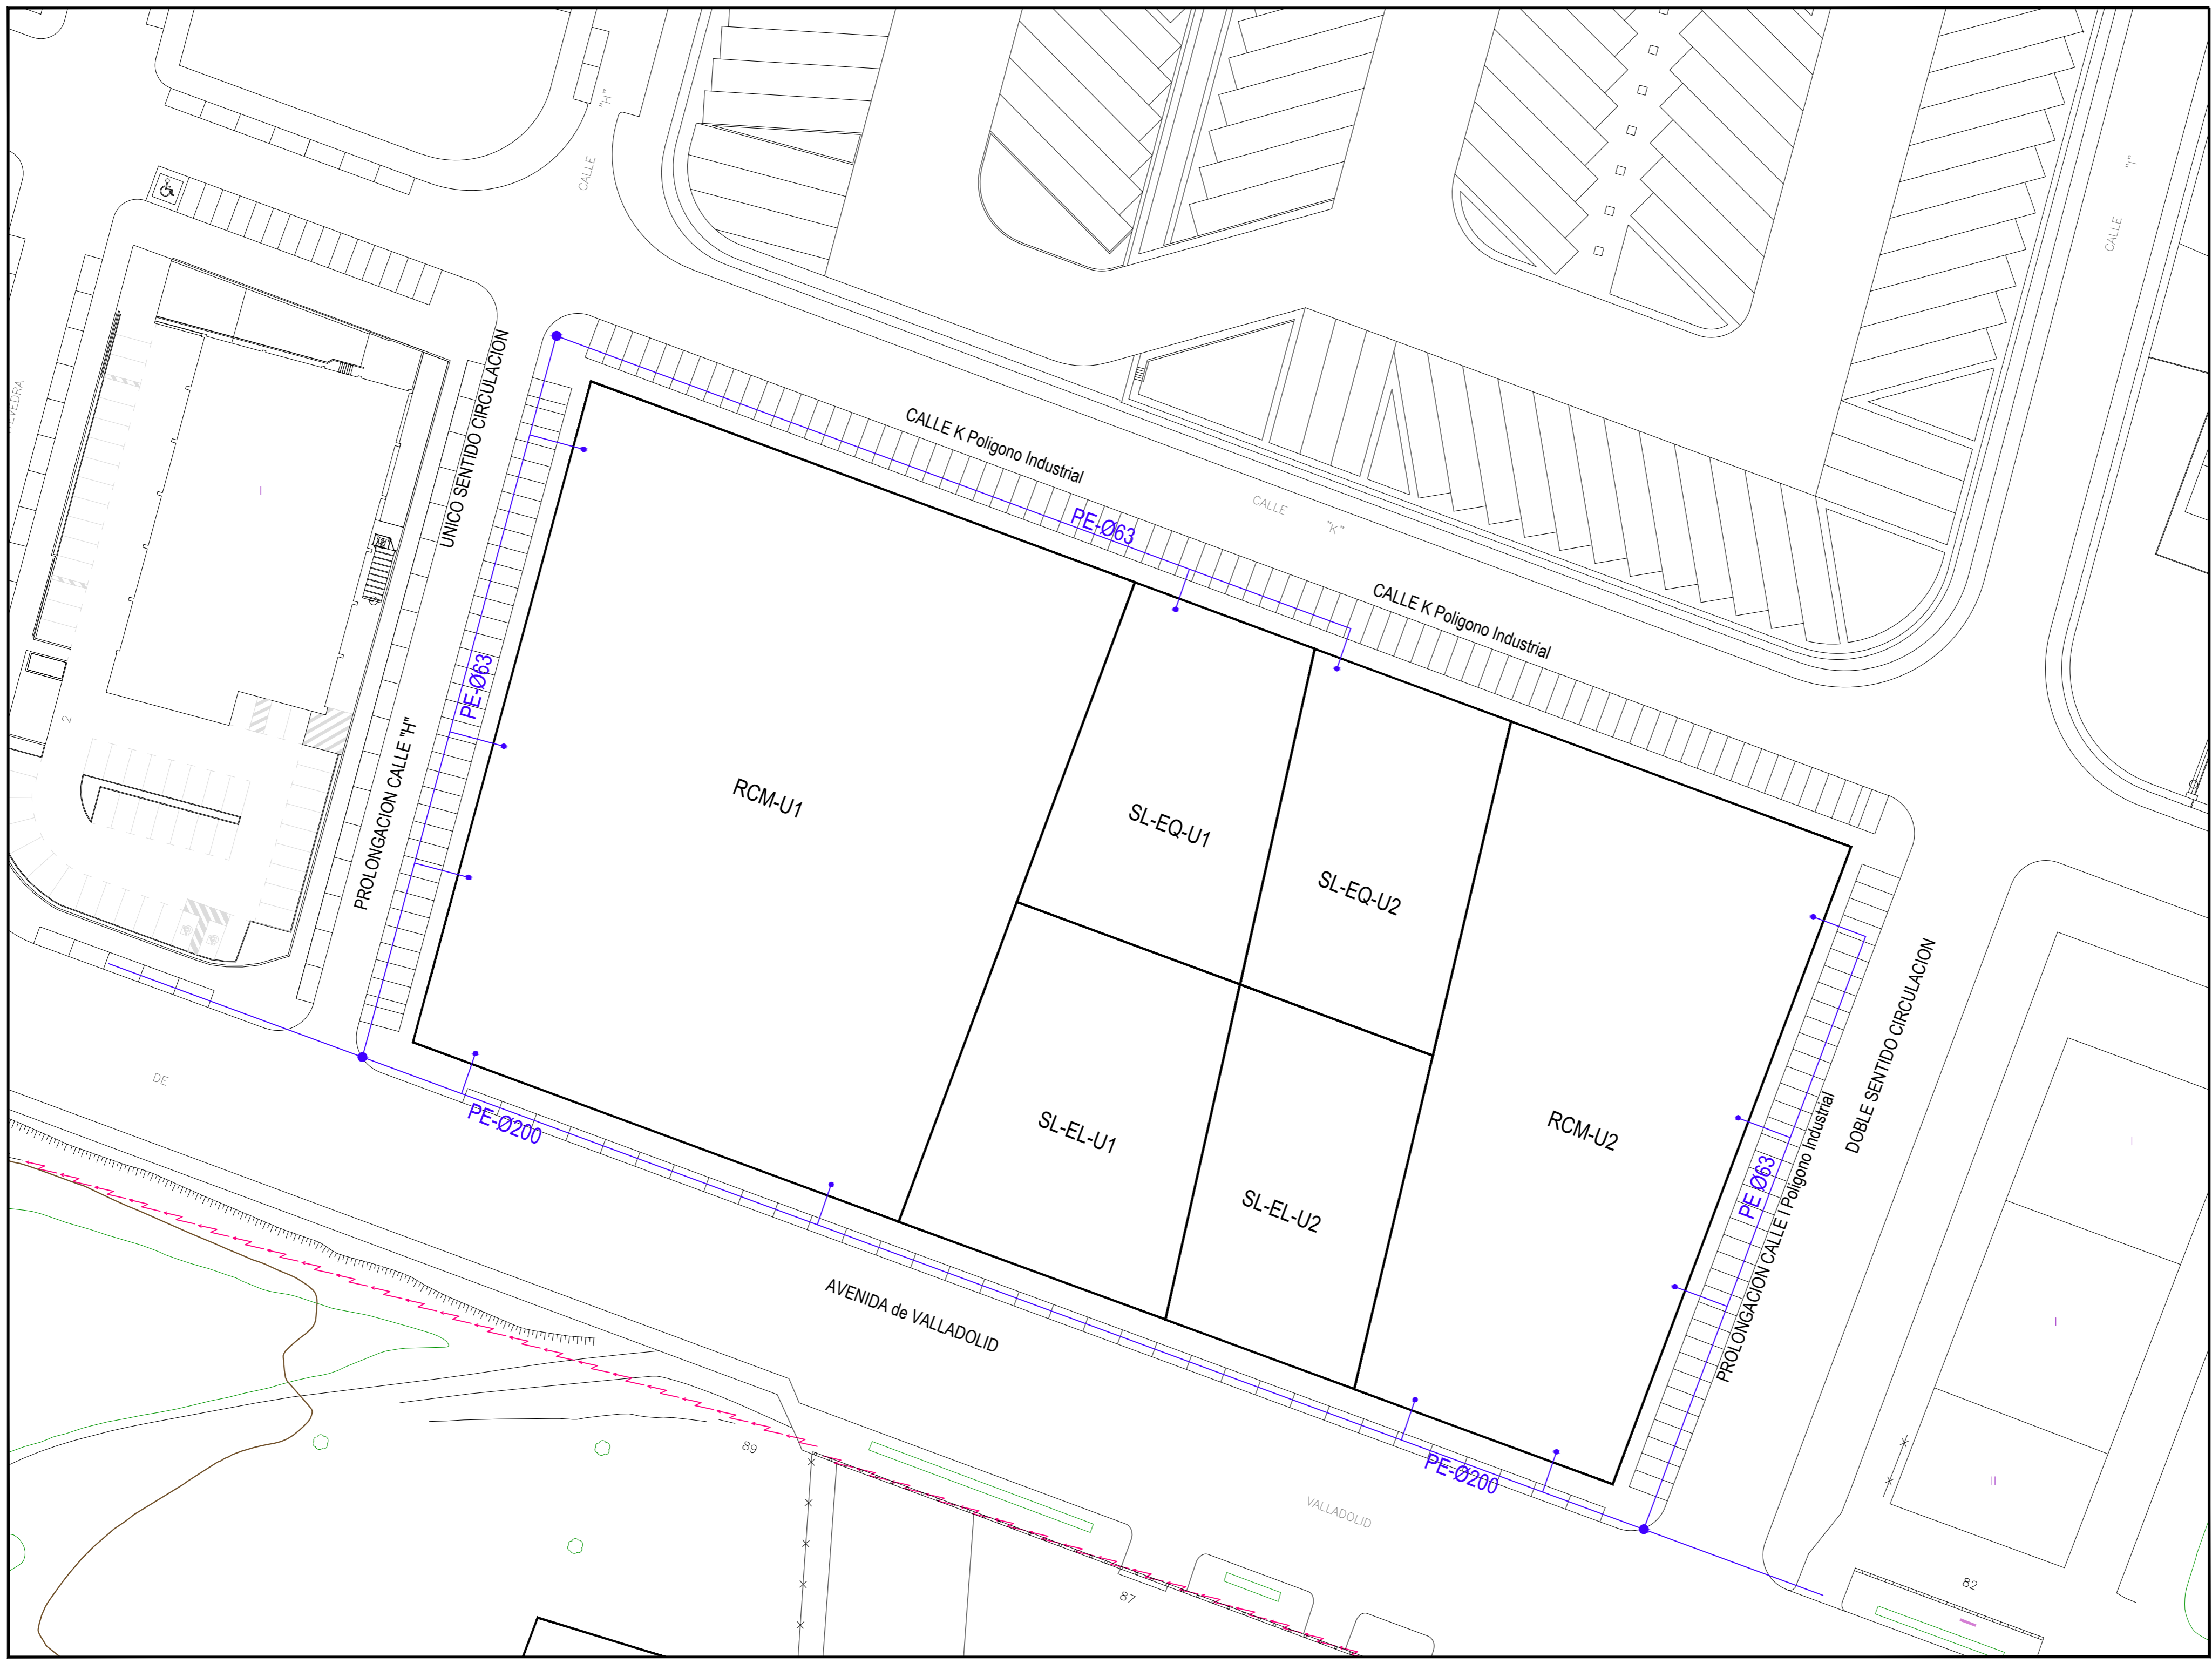 CALLE
"H"
CALLE
"I"
UNICO SENTIDO CIRCULACION
CALLE K Poligono Industrial
CALLE
"K"
PE-Ø63
CALLE K Poligono Industrial
I
PE-Ø63
2
PROLONGACION CALLE "H"
RCM-U1
SL-EQ-U1
SL-EQ-U2
DOBLE SENTIDO CIRCULACION
DE
PE-Ø200
SL-EL-U1
RCM-U2
SL-EL-U2
PE Ø63
PROLONGACION CALLE I Poligono Industrial
I
I
II
AVENIDA de VALLADOLID
89
PE-Ø200
VALLADOLID
87
82